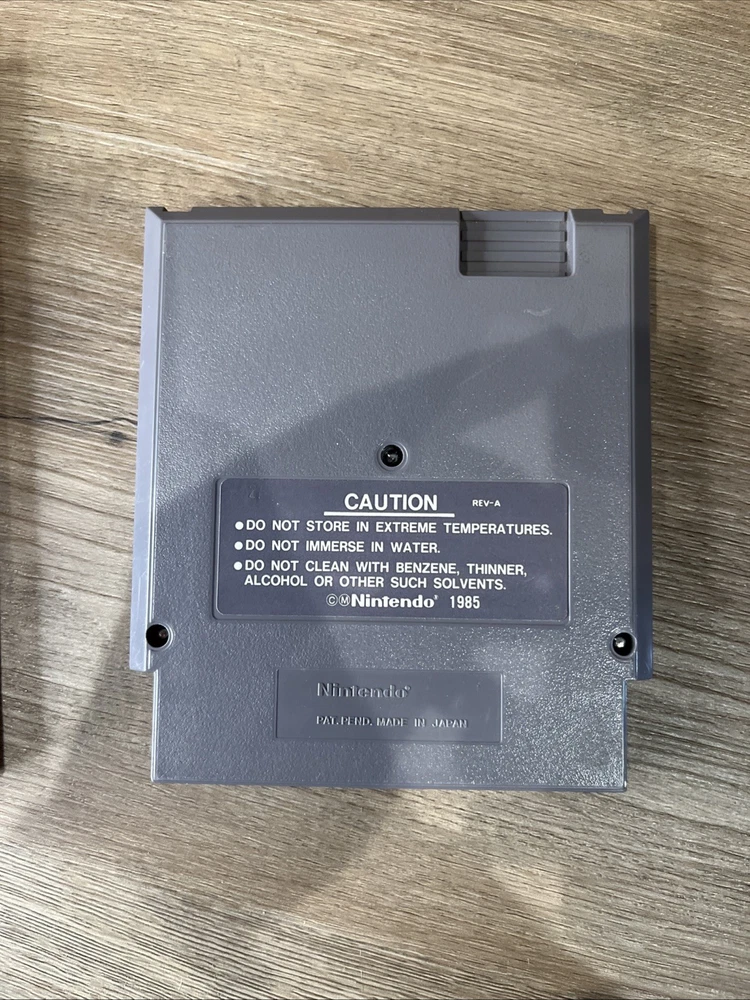 CAUTION REV-A
●DO NOT STORE IN EXTREME TEMPERATURES.
●DO NOT IMMERSE IN WATER.
●DO NOT CLEAN WITH BENZENE, THINNER,
ALCOHOL OR OTHER SUCH SOLVENTS.
©ⓂNintendo® 1985
Nintendo®
PAT. PEND. MADE IN JAPAN